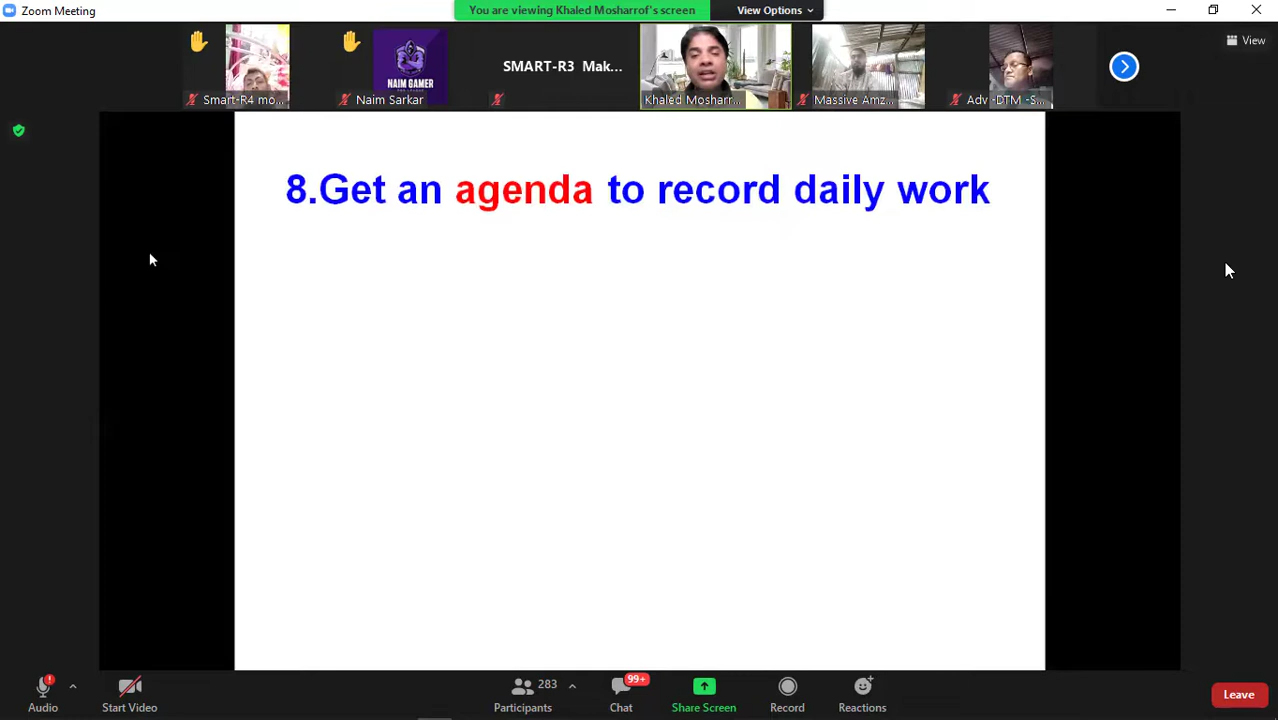 Zoom Meeting
You are viewing Khaled Mosharrof's screen
View Options
View
NAIM GAMER
SMART-R3 Mak...
Smart-R4 mo...
Naim Sarkar
Khaled Mosharr...
Massive Amz...
Adv -DTM -S...
8.Get an agenda to record daily work
Audio
Start Video
283
Participants
99+
Chat
Share Screen
Record
Reactions
Leave